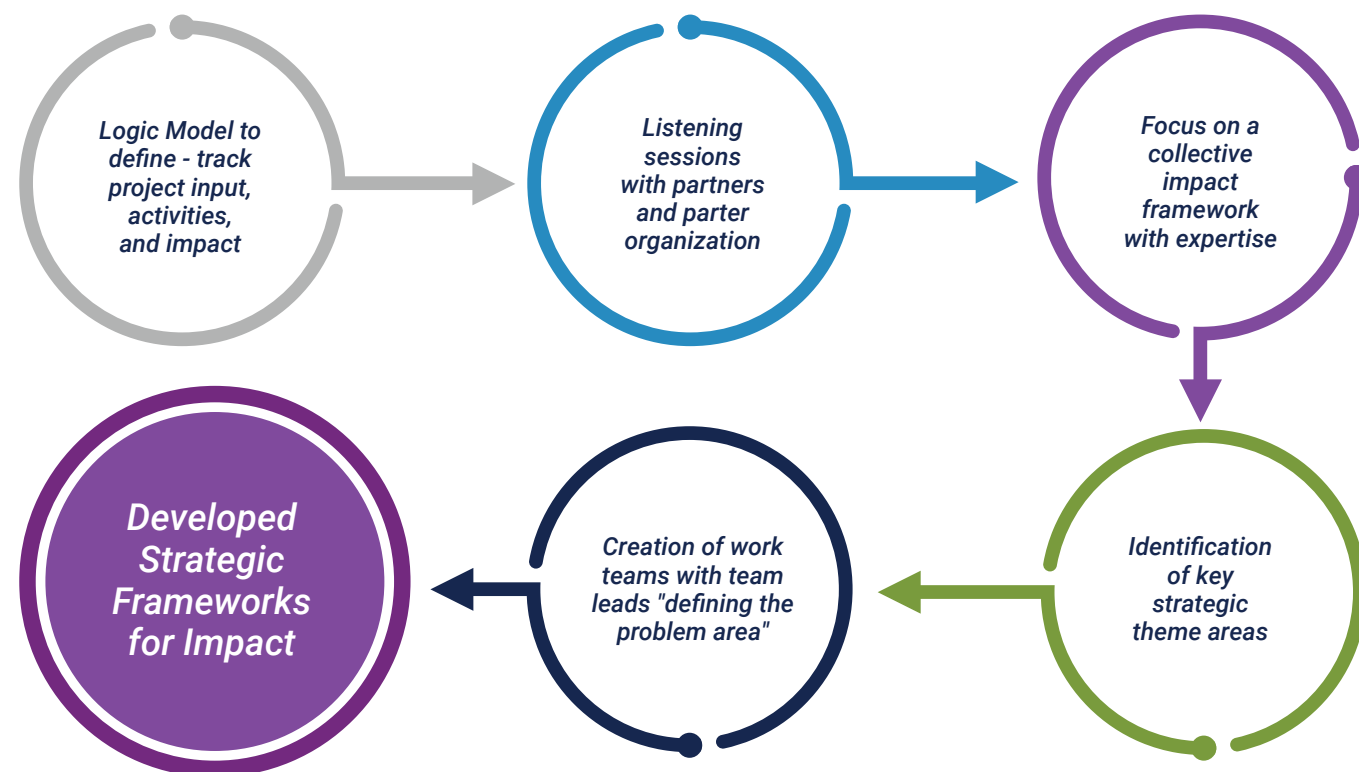 Logic Model to
define - track
project input,
activities,
and impact
Listening
sessions
with partners
and parter
organization
Focus on a
collective
impact
framework
with expertise
Identification
of key
strategic
theme areas
Creation of work
teams with team
leads "defining the
problem area"
Developed
Strategic
Frameworks
for Impact